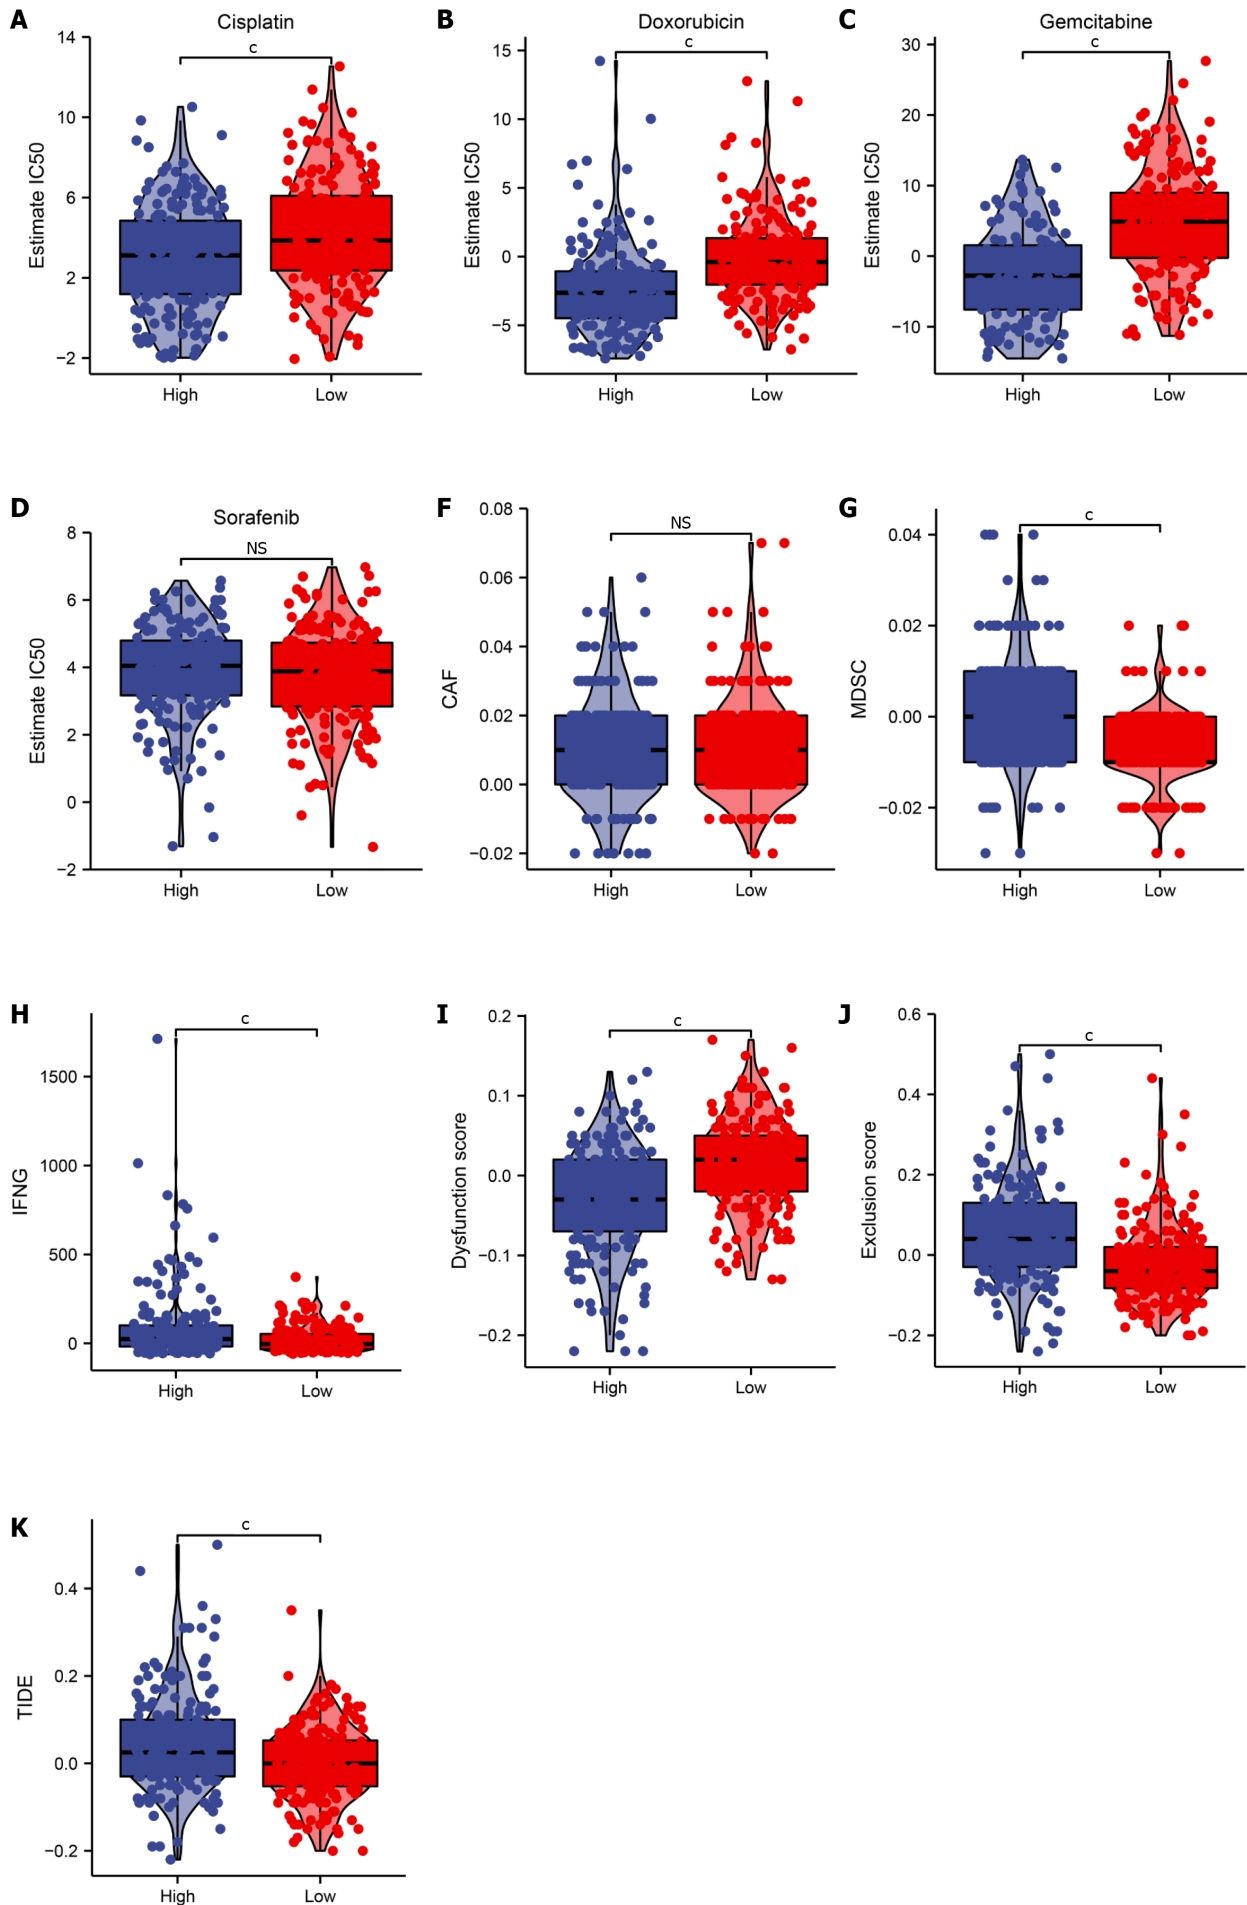 A
Cisplatin
c
Estimate IC50
14
10
6
2
−2
High
Low
B
Doxorubicin
c
Estimate IC50
15
10
5
0
−5
High
Low
C
Gemcitabine
c
Estimate IC50
30
20
10
0
−10
High
Low
D
Sorafenib
NS
Estimate IC50
8
6
4
2
0
−2
High
Low
F
NS
CAF
0.08
0.06
0.04
0.02
0.00
−0.02
High
Low
G
c
MDSC
0.04
0.02
0.00
−0.02
High
Low
H
c
IFNG
1500
1000
500
0
High
Low
I
c
Dysfunction score
0.2
0.1
0.0
−0.1
−0.2
High
Low
J
c
Exclusion score
0.6
0.4
0.2
0.0
−0.2
High
Low
K
c
TIDE
0.4
0.2
0.0
−0.2
High
Low